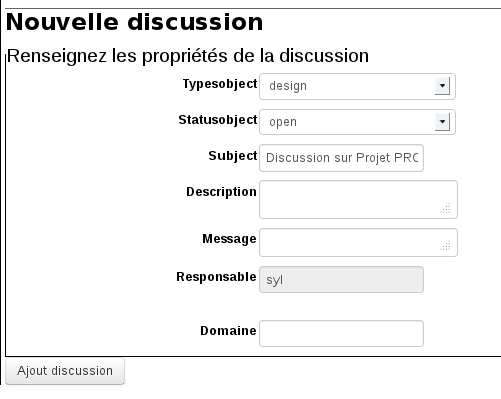 Nouvelle discussion
Renseignez les propriétés de la discussion
Typesobject design
Statusobject open
Subject Discussion sur Projet PRC
Description
Message
Responsable syl
Domaine
Ajout discussion